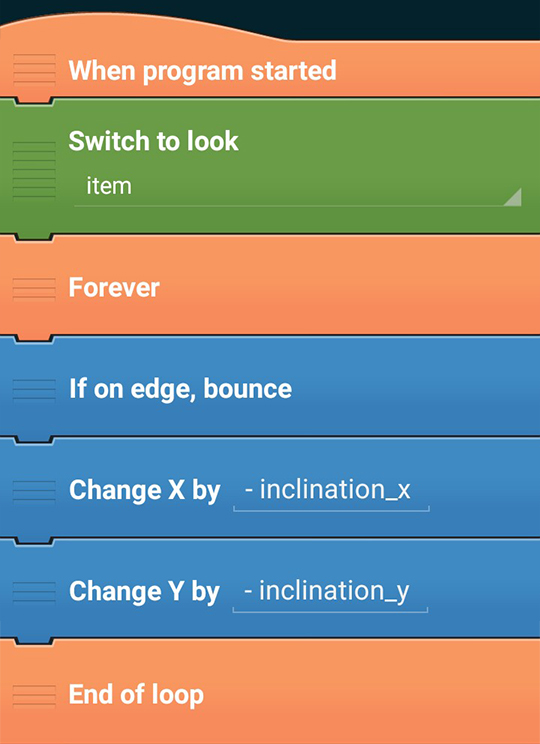 When program started
Switch to look
item
Forever
If on edge, bounce
Change X by - inclination_x
Change Y by - inclination_y
End of loop